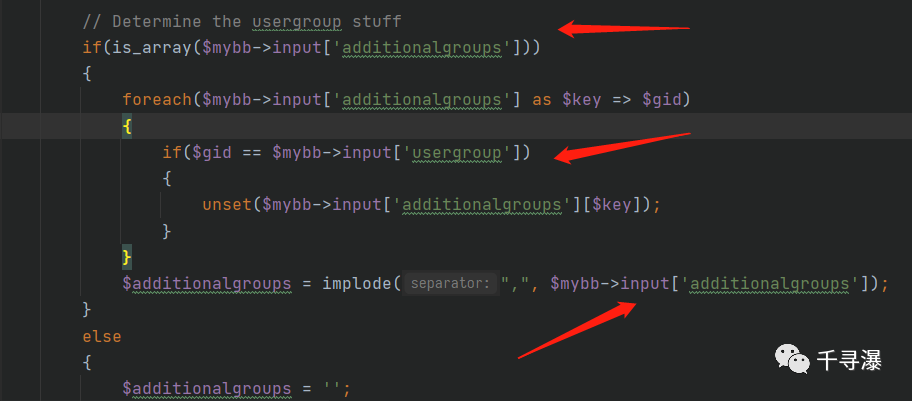 // Determine the usergroup stuff
if(is_array($mybb->input['additionalgroups']))
{
foreach($mybb->input['additionalgroups'] as $key => $gid)
{
if($gid == $mybb->input['usergroup'])
{
unset($mybb->input['additionalgroups'][$key]);
}
}
$additionalgroups = implode( separator: ",", $mybb->input['additionalgroups']);
}
else
{
$additionalgroups = '';
千寻瀑